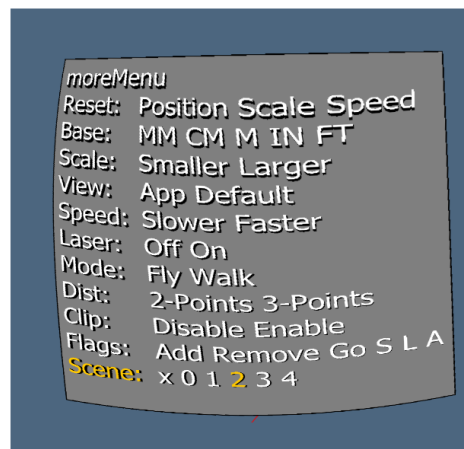 moreMenu
Reset: Position Scale Speed
Base: MM CM M IN FT
Scale: Smaller Larger
View: App Default
Speed: Slower Faster
Laser: Off On
Mode: Fly Walk
Dist: 2-Points 3-Points
Clip: Disable Enable
Flags: Add Remove Go S L A
Scene: x 0 1 2 3 4